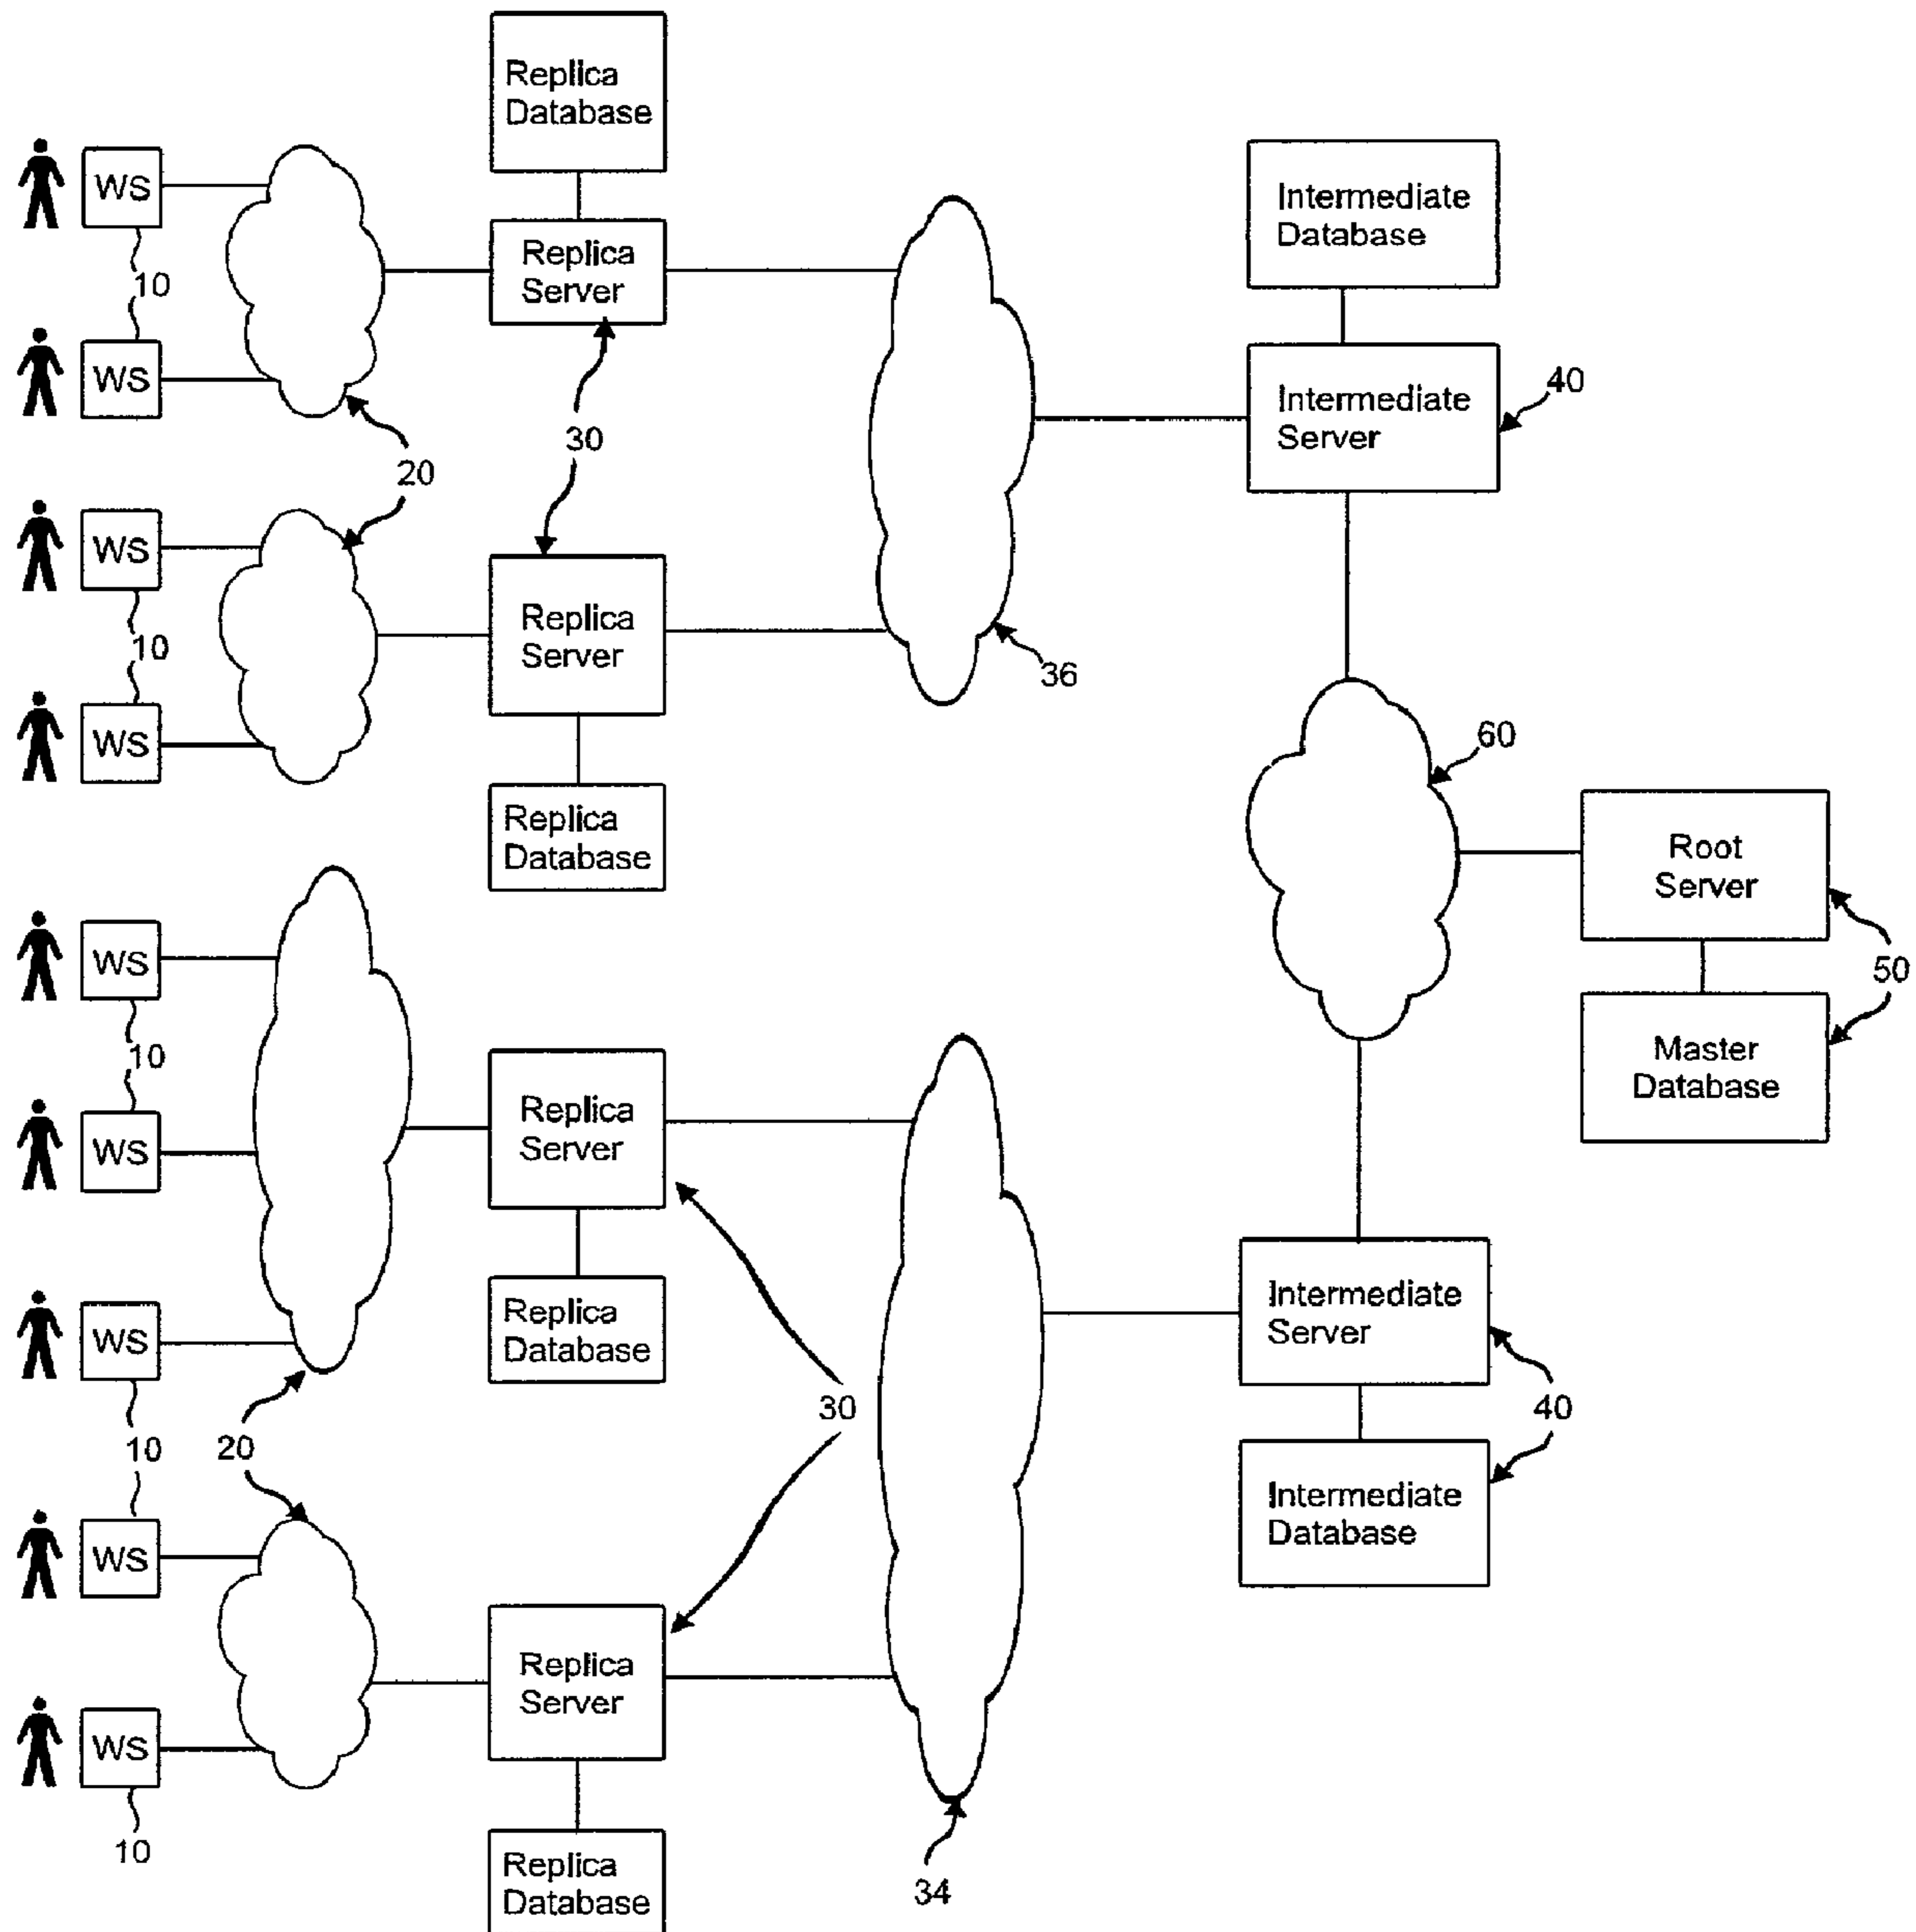 Replica
Database
WS
Intermediate
Database
Replica
Server
10
WS
Intermediate
Server
40
30
20
WS
Replica
Server
10
36
WS
60
Replica
Database
Root
Server
WS
50
10
Master
Database
Replica
Server
WS
Intermediate
Server
Replica
Database
WS
30
40
10
20
Intermediate
Database
WS
Replica
Server
WS
10
Replica
Database
34